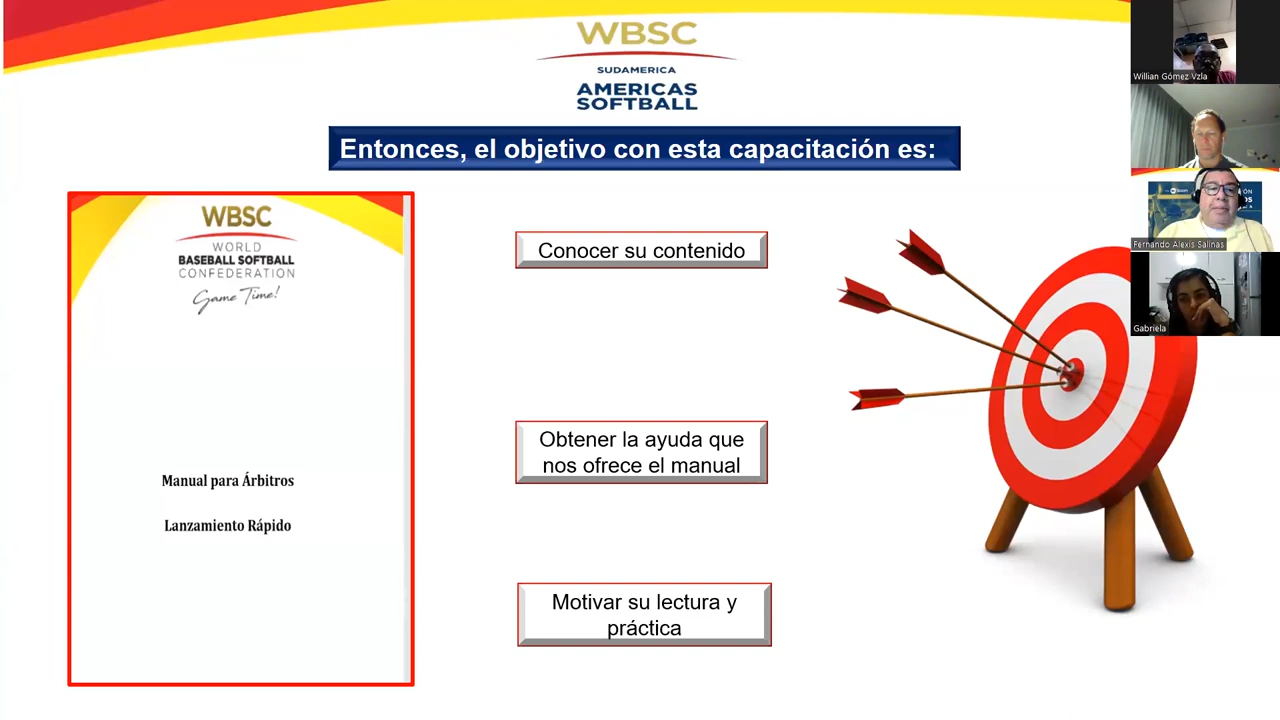 WBSC
SUDAMERICA
AMERICAS
SOFTBALL
Entonces, el objetivo con esta capacitación es:
WBSC
WORLD
BASEBALL SOFTBALL
CONFEDERATION
Game Time!
Manual para Árbitros
Lanzamiento Rápido
Conocer su contenido
Obtener la ayuda que
nos ofrece el manual
Motivar su lectura y
práctica
Willian Gómez Vzla
Fernando Alexis Salinas
Gabriela